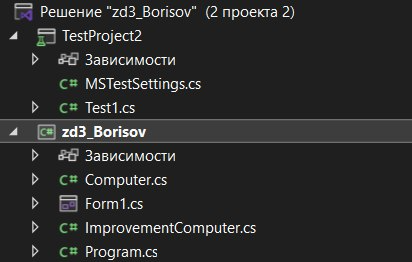 Решение "zd3_Borisov" (2 проекта 2)
TestProject2
Зависимости
C# MSTestSettings.cs
C# Test1.cs
C# zd3_Borisov
Зависимости
C# Computer.cs
Form1.cs
C# ImprovementComputer.cs
C# Program.cs